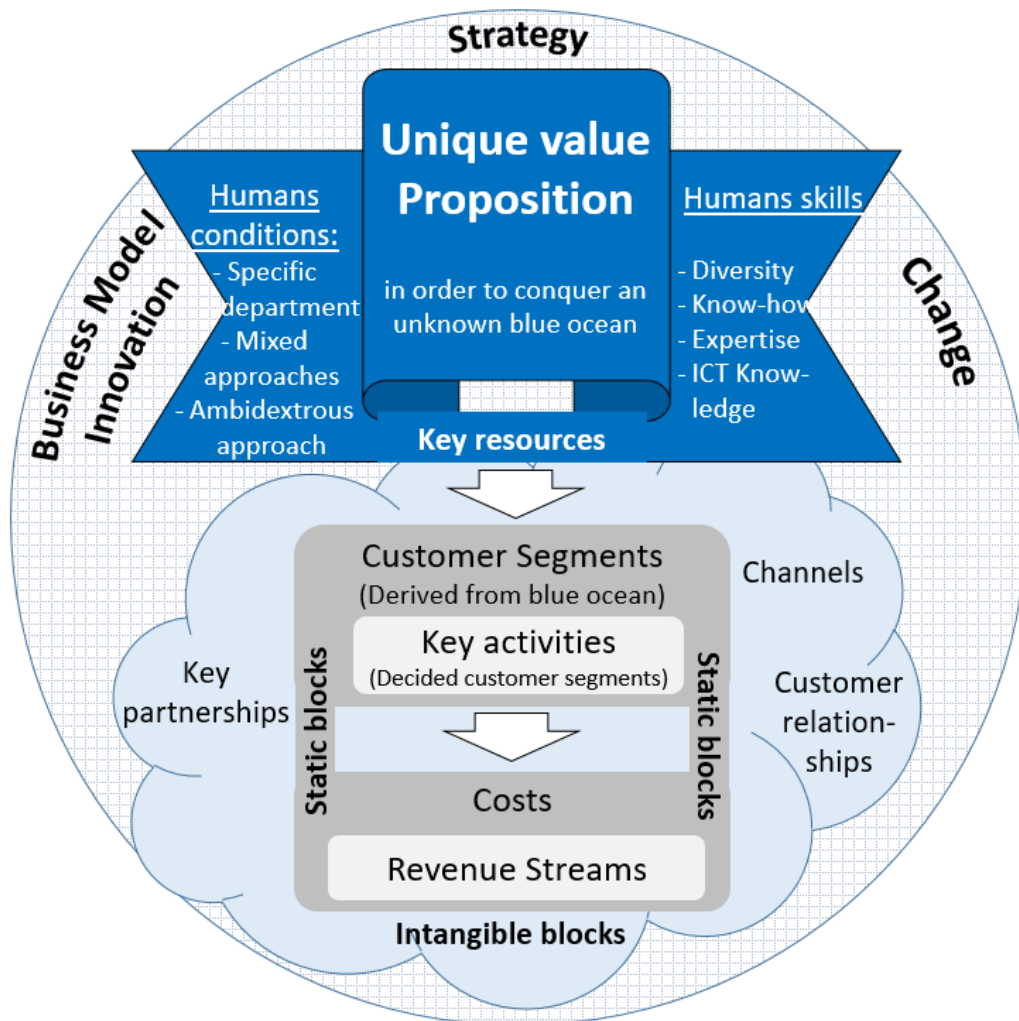 Strategy
Business Model
Innovation
Change
Unique value
Proposition
in order to conquer an
unknown blue ocean
Humans
conditions:
- Specific
department
- Mixed
approaches
- Ambidextrous
approach
Humans skills
- Diversity
- Know-how
- Expertise
- ICT Know-
ledge
Key resources
Customer Segments
(Derived from blue ocean)
Key activities
(Decided customer segments)
Static blocks
Static blocks
Costs
Revenue Streams
Key
partnerships
Channels
Customer
relation-
ships
Intangible blocks